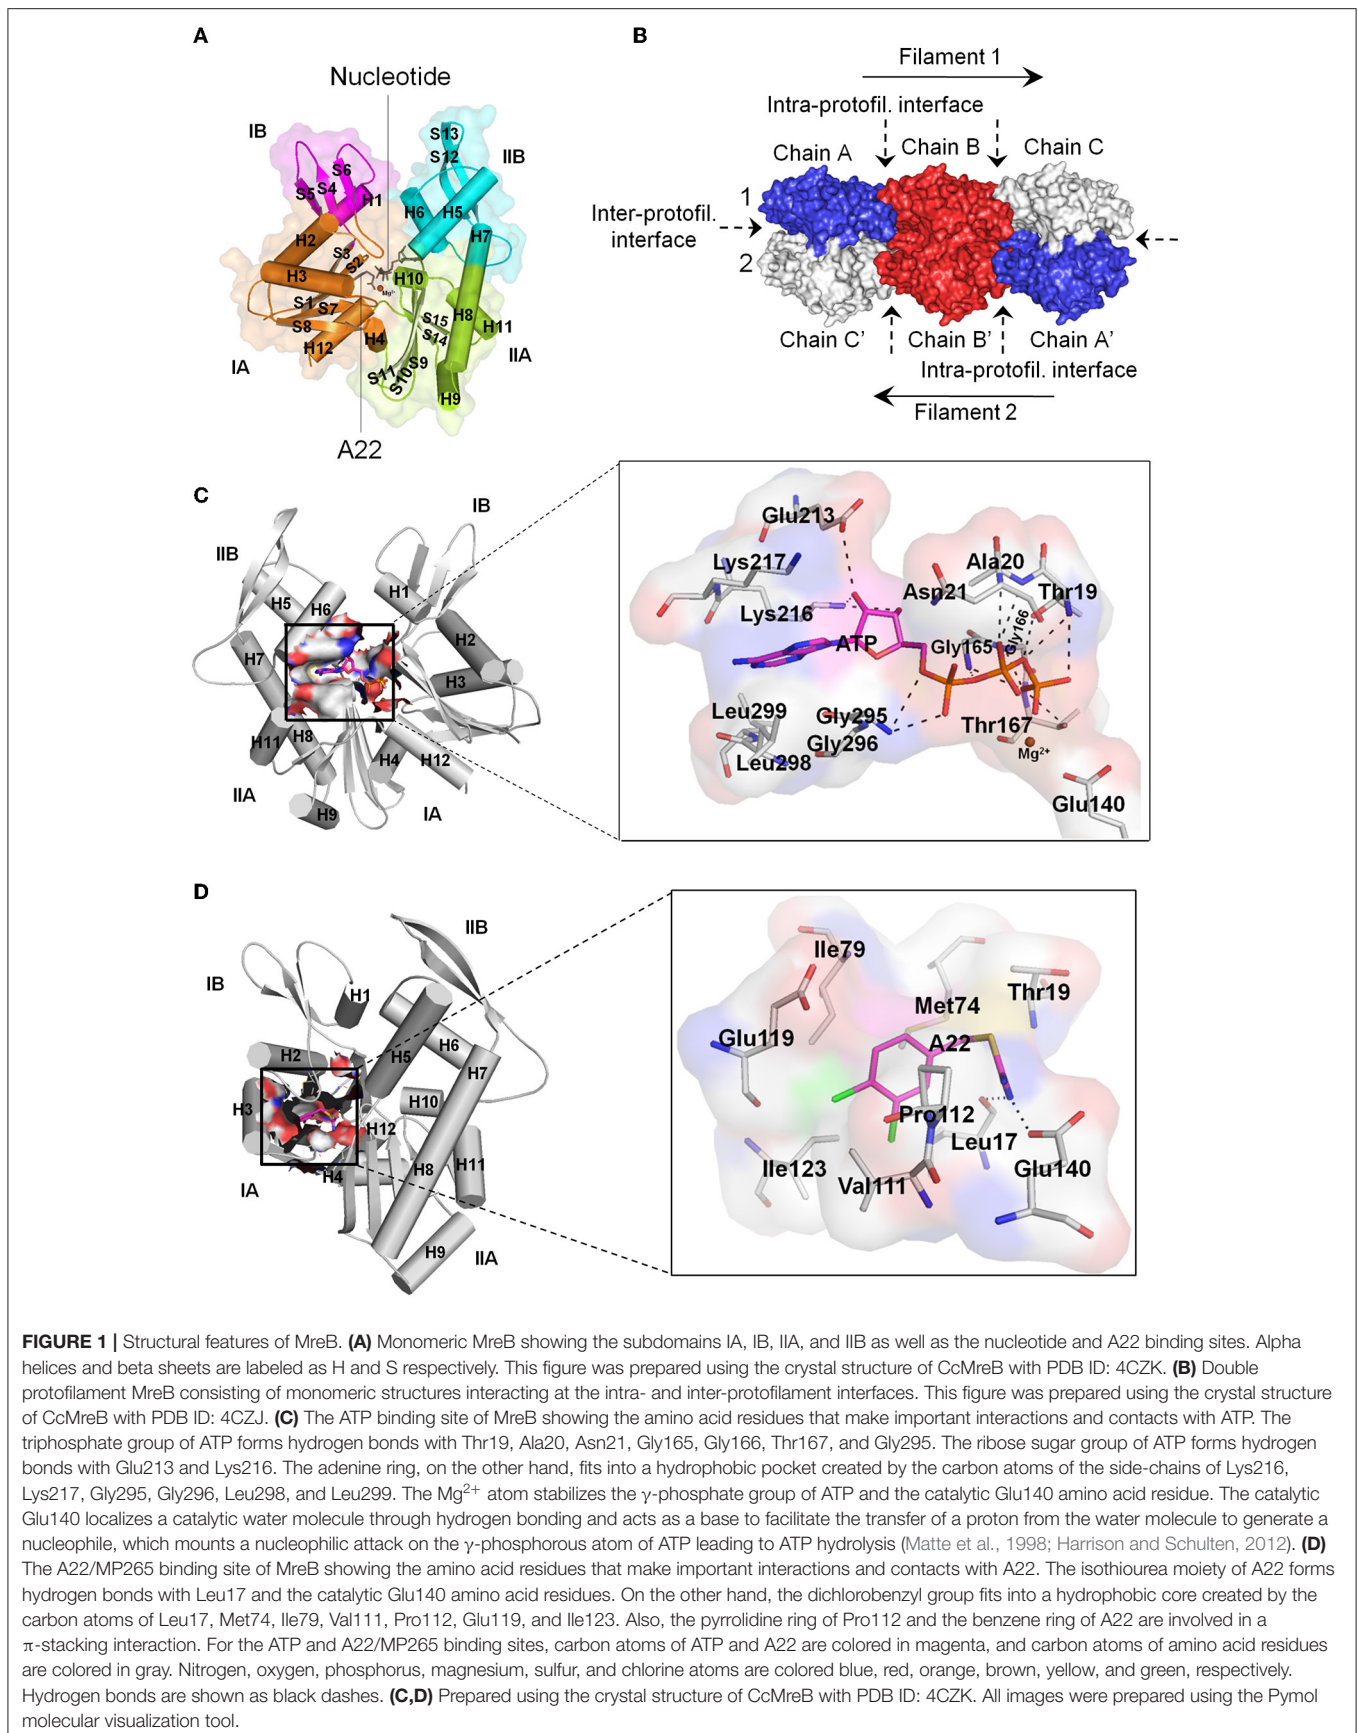 A
Nucleotide
IB
S13
S12
IIB
S6
S4
S5
H1
H6
H5
H2
H7
S3
S2
H3
H10
Mg2+
S1
S7
S8
H4
H12
S15
S14
H8
H11
IA
IIA
S11
S10
S9
H9
A22
B
Filament 1
Intra-protofil. interface
Chain A
Chain B
Chain C
1
Inter-protofil.
interface
2
Chain C'
Chain B'
Chain A'
Intra-protofil. interface
Filament 2
C
IB
IIB
H5
H6
H1
H2
H7
H3
H11
H8
H4
H12
IIA
H9
IA
Glu213
Lys217
Ala20
Asn21
Thr19
Lys216
ATP
Gly165
Gly166
Leu299
Gly295
Gly296
Thr167
Leu298
Mg2+
Glu140
D
IIB
IB
H1
H2
H5
H6
H7
H3
H10
H12
H4
H8
H11
IA
H9
IIA
Ile79
Met74
Thr19
Glu119
A22
Pro112
Leu17
Ile123
Val111
Glu140
FIGURE 1 | Structural features of MreB. (A) Monomeric MreB showing the subdomains IA, IB, IIA, and IIB as well as the nucleotide and A22 binding sites. Alpha
helices and beta sheets are labeled as H and S respectively. This figure was prepared using the crystal structure of CcMreB with PDB ID: 4CZK. (B) Double
protofilament MreB consisting of monomeric structures interacting at the intra- and inter-protofilament interfaces. This figure was prepared using the crystal structure
of CcMreB with PDB ID: 4CZJ. (C) The ATP binding site of MreB showing the amino acid residues that make important interactions and contacts with ATP. The
triphosphate group of ATP forms hydrogen bonds with Thr19, Ala20, Asn21, Gly165, Gly166, Thr167, and Gly295. The ribose sugar group of ATP forms hydrogen
bonds with Glu213 and Lys216. The adenine ring, on the other hand, fits into a hydrophobic pocket created by the carbon atoms of the side-chains of Lys216,
Lys217, Gly295, Gly296, Leu298, and Leu299. The Mg2+ atom stabilizes the γ-phosphate group of ATP and the catalytic Glu140 amino acid residue. The catalytic
Glu140 localizes a catalytic water molecule through hydrogen bonding and acts as a base to facilitate the transfer of a proton from the water molecule to generate a
nucleophile, which mounts a nucleophilic attack on the γ-phosphorous atom of ATP leading to ATP hydrolysis (Matte et al., 1998; Harrison and Schulten, 2012). (D)
The A22/MP265 binding site of MreB showing the amino acid residues that make important interactions and contacts with A22. The isothiourea moiety of A22 forms
hydrogen bonds with Leu17 and the catalytic Glu140 amino acid residues. On the other hand, the dichlorobenzyl group fits into a hydrophobic core created by the
carbon atoms of Leu17, Met74, Ile79, Val111, Pro112, Glu119, and Ile123. Also, the pyrrolidine ring of Pro112 and the benzene ring of A22 are involved in a
π-stacking interaction. For the ATP and A22/MP265 binding sites, carbon atoms of ATP and A22 are colored in magenta, and carbon atoms of amino acid residues
are colored in gray. Nitrogen, oxygen, phosphorus, magnesium, sulfur, and chlorine atoms are colored blue, red, orange, brown, yellow, and green, respectively.
Hydrogen bonds are shown as black dashes. (C,D) Prepared using the crystal structure of CcMreB with PDB ID: 4CZK. All images were prepared using the Pymol
molecular visualization tool.